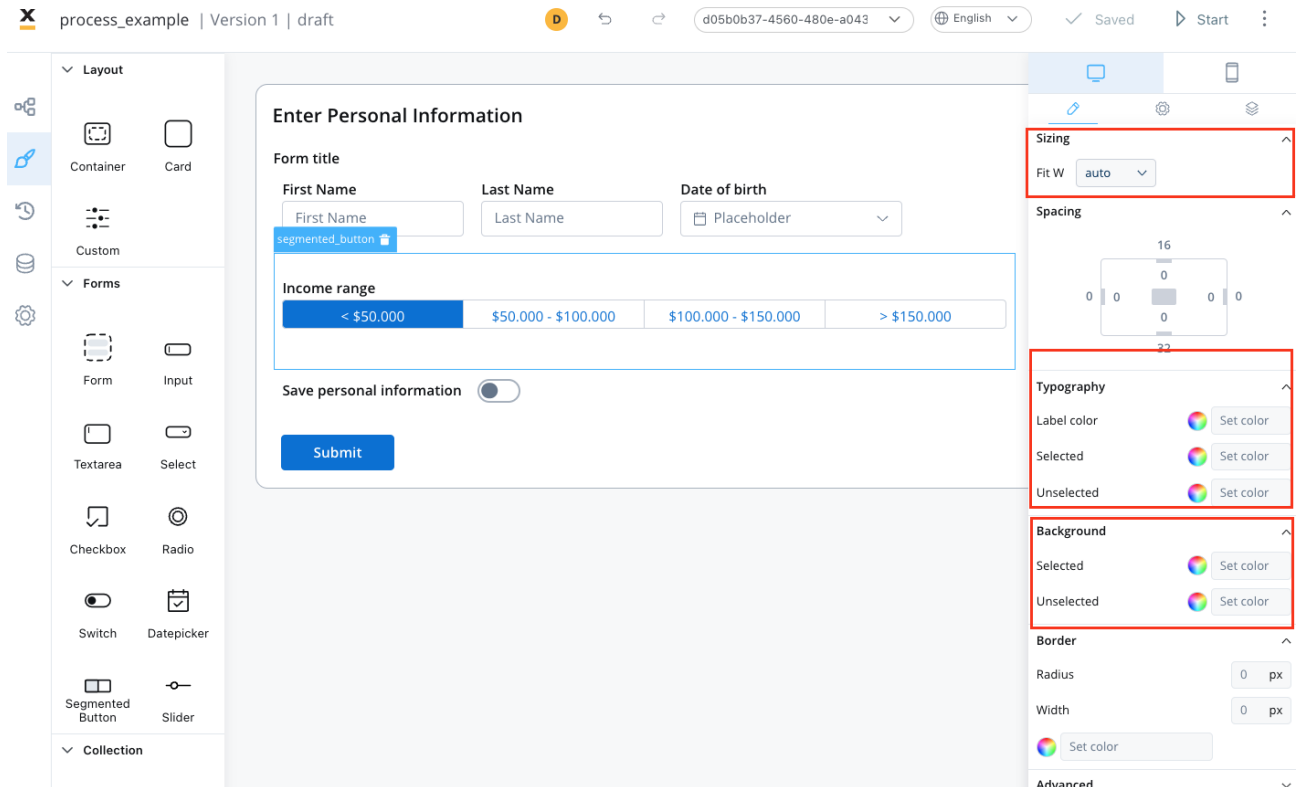 process_example | Version 1 | draft
D
d05b0b37-4560-480e-a043
English
Saved
Start
Layout
Container
Card
Custom
Forms
Form
Input
Textarea
Select
Checkbox
Radio
Switch
Datepicker
Segmented
Button
Slider
Collection
Enter Personal Information
Form title
First Name
Last Name
Date of birth
First Name
Last Name
Placeholder
segmented_button
Income range
< $50.000
$50.000 - $100.000
$100.000 - $150.000
> $150.000
Save personal information
Submit
Sizing
Fit W
auto
Spacing
16
0
0 0 0 0
0
32
Typography
Label color Set color
Selected Set color
Unselected Set color
Background
Selected Set color
Unselected Set color
Border
Radius 0 px
Width 0 px
Set color
Advanced